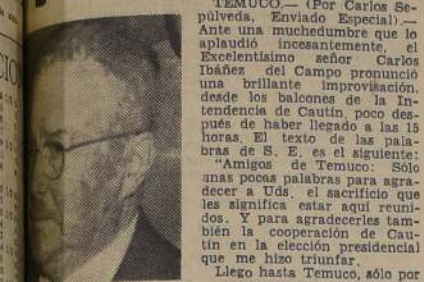 TEMUCO.— (Por Carlos Se-
púlveda, Enviado Especial).—
Ante una muchedumbre que lo
aplaudió incesantemente, el
Excelentísimo señor Carlos
Ibáñez del Campo pronunció
una brillante improvisación,
desde los balcones de la In-
tendencia de Cautín, poco des-
pués de haber llegado a las 15
horas. El texto de las pala-
bras de S. E. es el siguiente:
"Amigos de Temuco: Sólo
unas pocas palabras para agra-
decer a Uds. el sacrificio que
les significa estar aquí reuni-
dos. Y para agradecerles tam-
bién la cooperación de Cau-
tín en la elección presidencial
que me hizo triunfar.
Llego hasta Temuco, sólo por